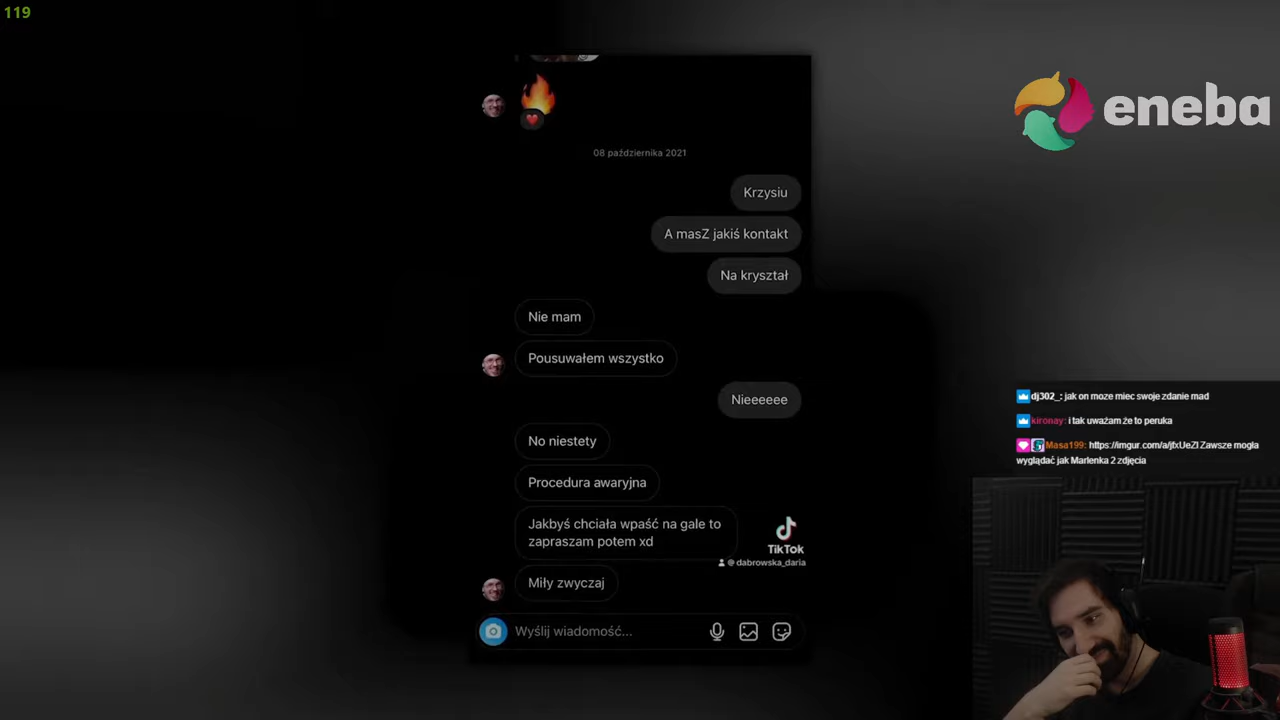 119
eneba
08 października 2021
Krzysiu
A masZ jakiś kontakt
Na kryształ
Nie mam
Pousuwałem wszystko
Nieeeeee
No niestety
Procedura awaryjna
Jakbyś chciała wpaść na gale to
zapraszam potem xd
TikTok
@dabrowska_daria
Miły zwyczaj
Wyślij wiadomość...
dj302_: jak on moze miec swoje zdanie mad
kironay: i tak uważam że to peruka
Masa199: https://imgur.com/a/jfxUeZl Zawsze mogla
wyglądać jak Marlenka 2 zdjęcia